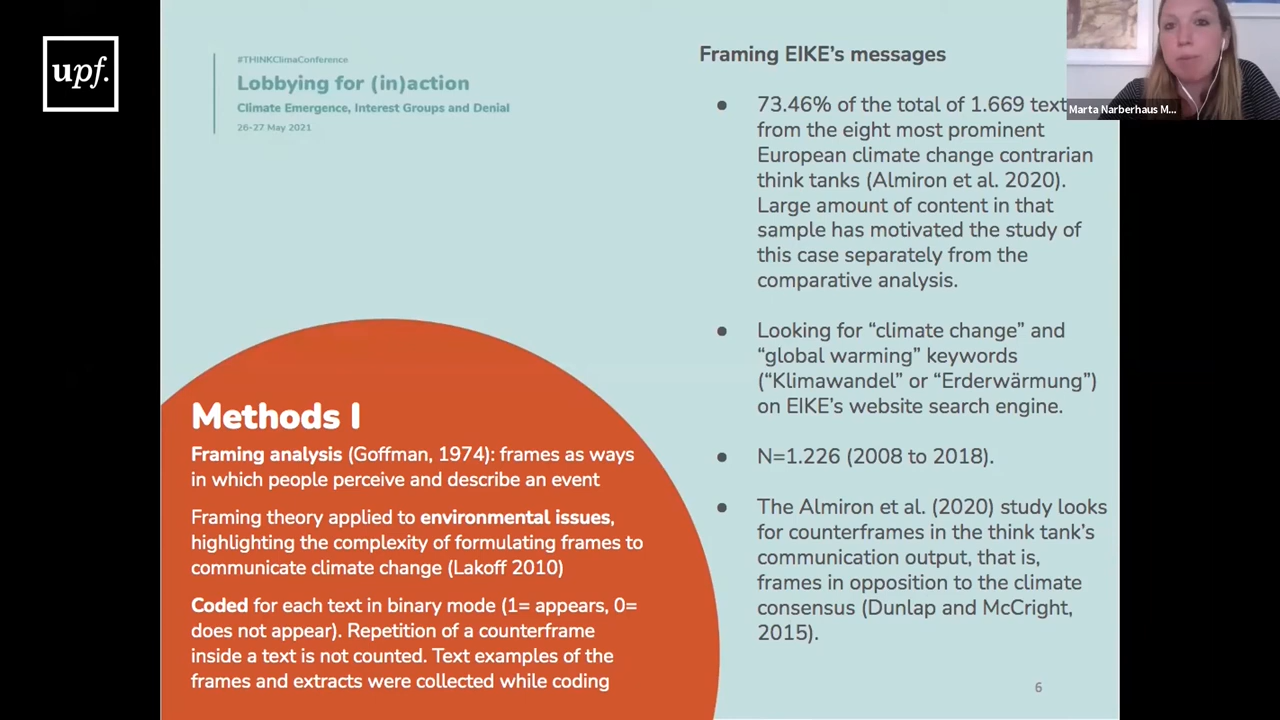 upf.
#THINKClimaConference
Lobbying for (in)action
Climate Emergence, Interest Groups and Denial
26-27 May 2021
Methods I
Framing analysis (Goffman, 1974): frames as ways
in which people perceive and describe an event
Framing theory applied to environmental issues,
highlighting the complexity of formulating frames to
communicate climate change (Lakoff 2010)
Coded for each text in binary mode (1= appears, 0=
does not appear). Repetition of a counterframe
inside a text is not counted. Text examples of the
frames and extracts were collected while coding
Framing EIKE's messages
● 73.46% of the total of 1.669 text
from the eight most prominent
European climate change contrarian
think tanks (Almiron et al. 2020).
Large amount of content in that
sample has motivated the study of
this case separately from the
comparative analysis.
● Looking for “climate change” and
“global warming” keywords
(“Klimawandel” or “Erderwärmung”)
on EIKE’s website search engine.
● N=1.226 (2008 to 2018).
● The Almiron et al. (2020) study looks
for counterframes in the think tank’s
communication output, that is,
frames in opposition to the climate
consensus (Dunlap and McCright,
2015).
6
Marta Narberhaus M...